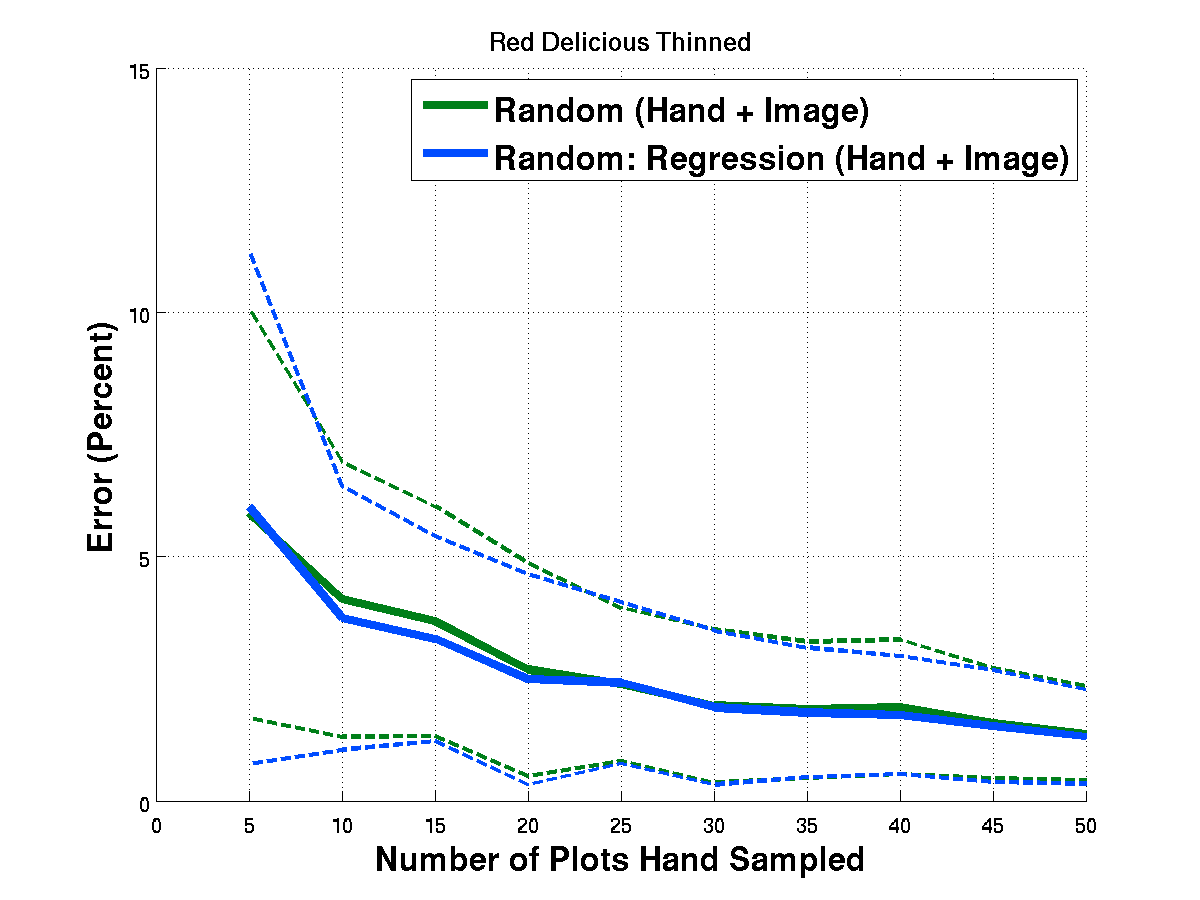 Red Delicious Thinned
15
Random (Hand + Image)
Random: Regression (Hand + Image)
10
Error (Percent)
5
0
0 5 10 15 20 25 30 35 40 45 50
Number of Plots Hand Sampled